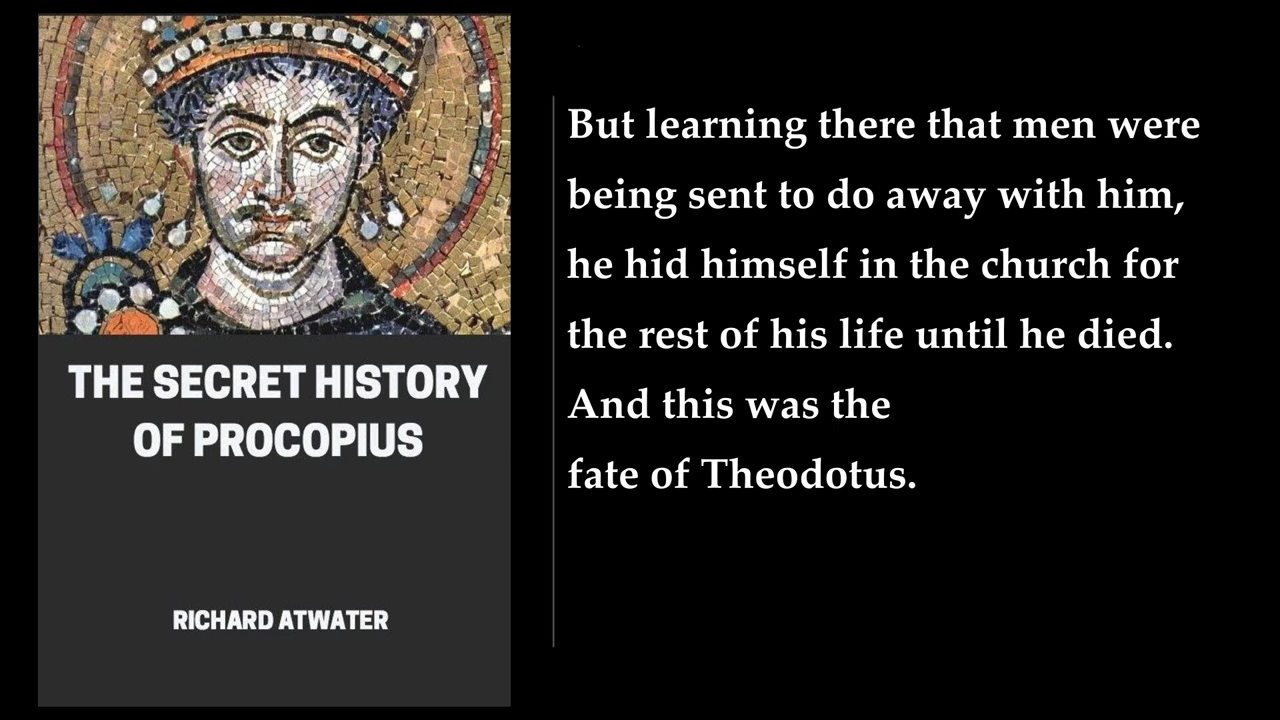 THE SECRET HISTORY
OF PROCOPIUS
RICHARD ATWATER
But learning there that men were
being sent to do away with him,
he hid himself in the church for
the rest of his life until he died.
And this was the
fate of Theodotus.